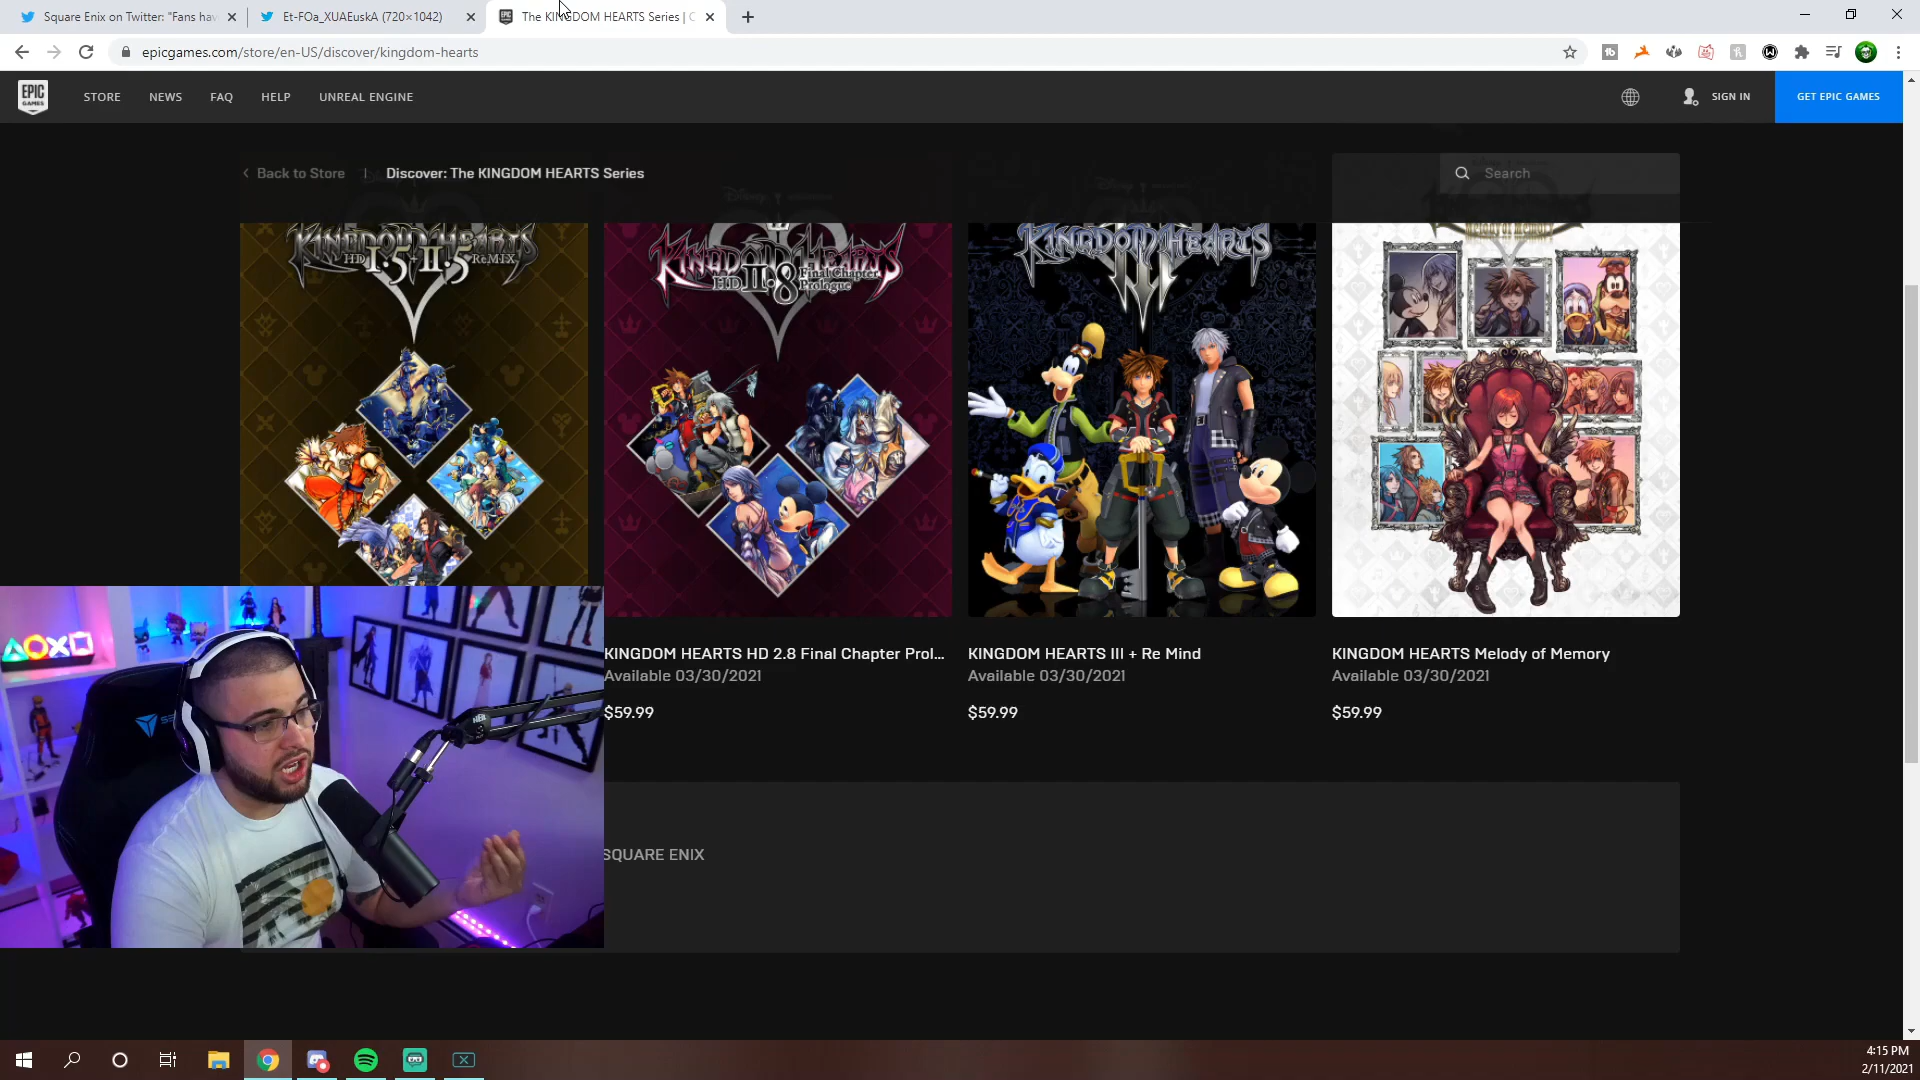 Square Enix on Twitter: "Fans hav
Et-FOa_XUAEuskA (720×1042)
The KINGDOM HEARTS Series | C
epicgames.com/store/en-US/discover/kingdom-hearts
EPIC GAMES
STORE
NEWS
FAQ
HELP
UNREAL ENGINE
SIGN IN
GET EPIC GAMES
Back to Store
Discover: The KINGDOM HEARTS Series
Search
KINGDOM HEARTS
HD 1.5+II.5 ReMIX
KINGDOM HEARTS
HD II.8 Final Chapter Prologue
KINGDOM HEARTS
III
KINGDOM HEARTS HD 2.8 Final Chapter Prol...
Available 03/30/2021
$59.99
KINGDOM HEARTS III + Re Mind
Available 03/30/2021
$59.99
KINGDOM HEARTS Melody of Memory
Available 03/30/2021
$59.99
SQUARE ENIX
4:15 PM
2/11/2021